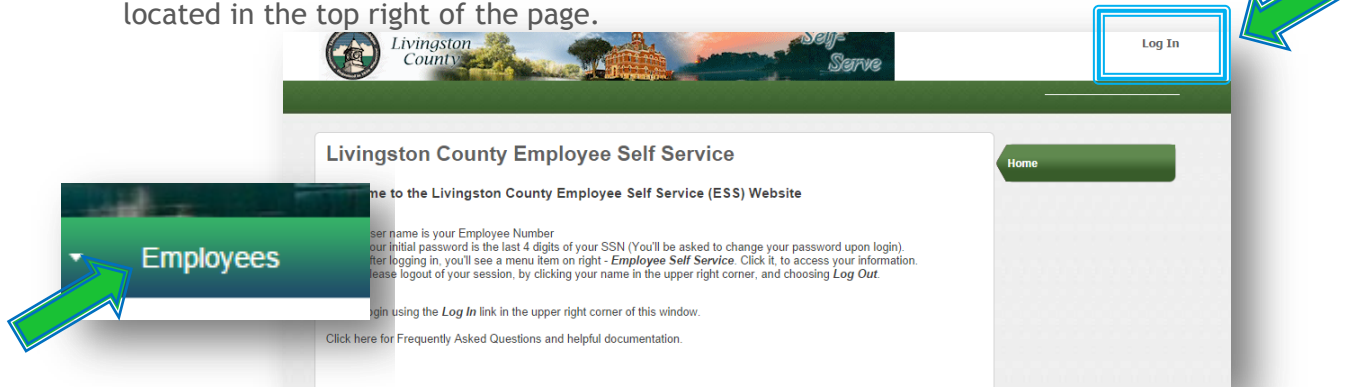 located in the top right of the page.
Livingston
County
Self-
Serve
Log In
Livingston County Employee Self Service
Home
me to the Livingston County Employee Self Service (ESS) Website
Employees
ser name is your Employee Number
our initial password is the last 4 digits of your SSN (You'll be asked to change your password upon login).
fter logging in, you'll see a menu item on right - Employee Self Service. Click it, to access your information.
ease logout of your session, by clicking your name in the upper right corner, and choosing Log Out.
ogin using the Log In link in the upper right corner of this window.
Click here for Frequently Asked Questions and helpful documentation.